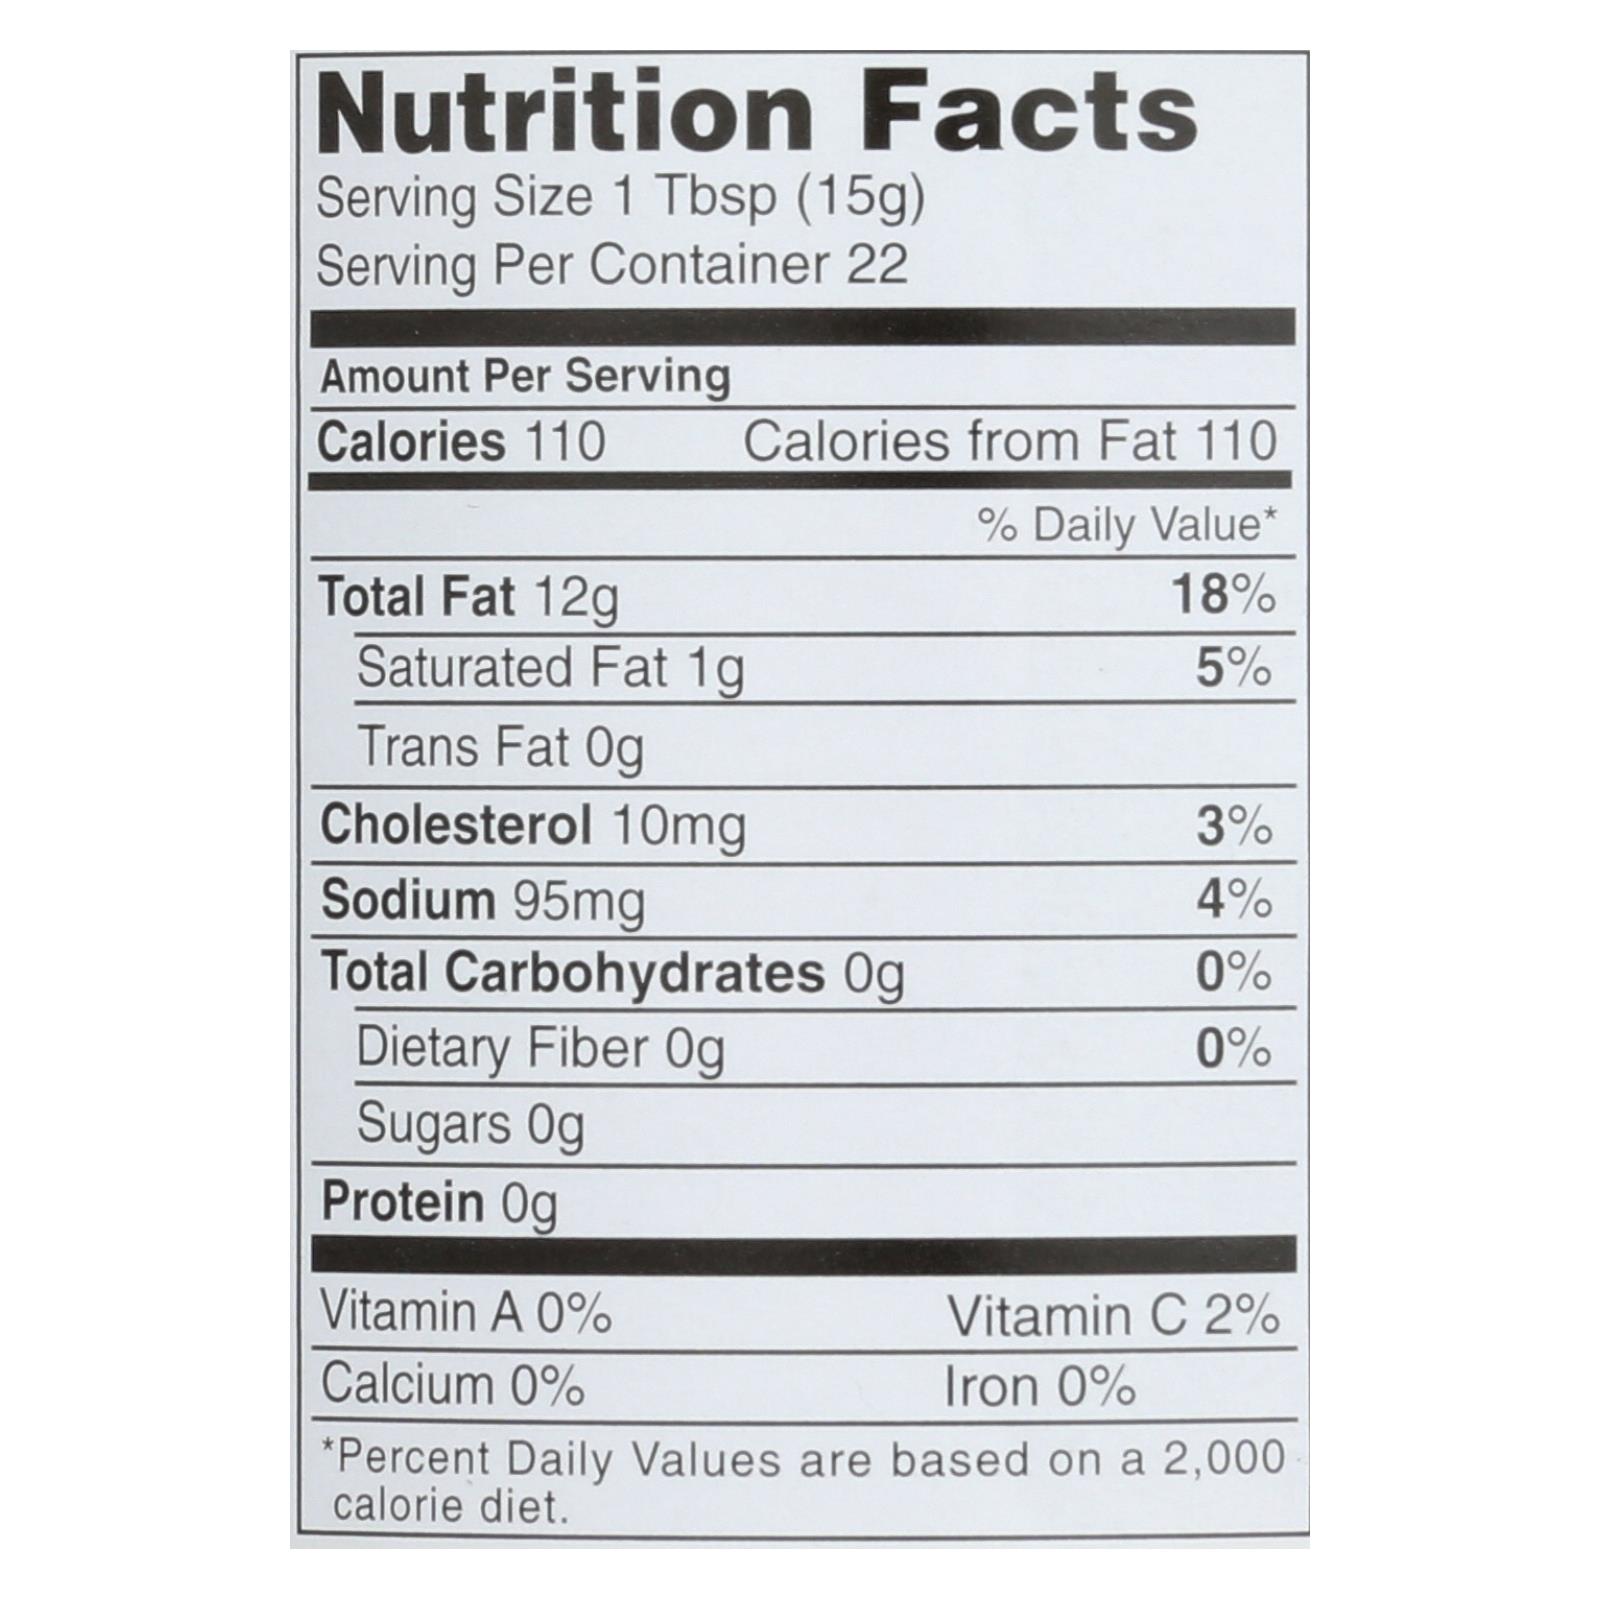 Nutrition Facts
Serving Size 1 Tbsp (15g)
Serving Per Container 22
Amount Per Serving
Calories 110 Calories from Fat 110
% Daily Value*
Total Fat 12g 18%
Saturated Fat 1g 5%
Trans Fat 0g
Cholesterol 10mg 3%
Sodium 95mg 4%
Total Carbohydrates 0g 0%
Dietary Fiber 0g 0%
Sugars 0g
Protein 0g
Vitamin A 0% Vitamin C 2%
Calcium 0% Iron 0%
*Percent Daily Values are based on a 2,000
calorie diet.